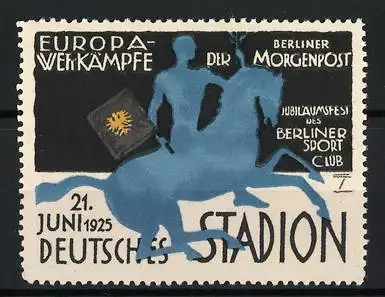 EUROPA-
WETTKÄMPFE DER
BERLINER
MORGENPOST
JUBILÄUMSFEST
DES
BERLINER
SPORT
CLUB
21.
JUNI 1925
DEUTSCHES STADION